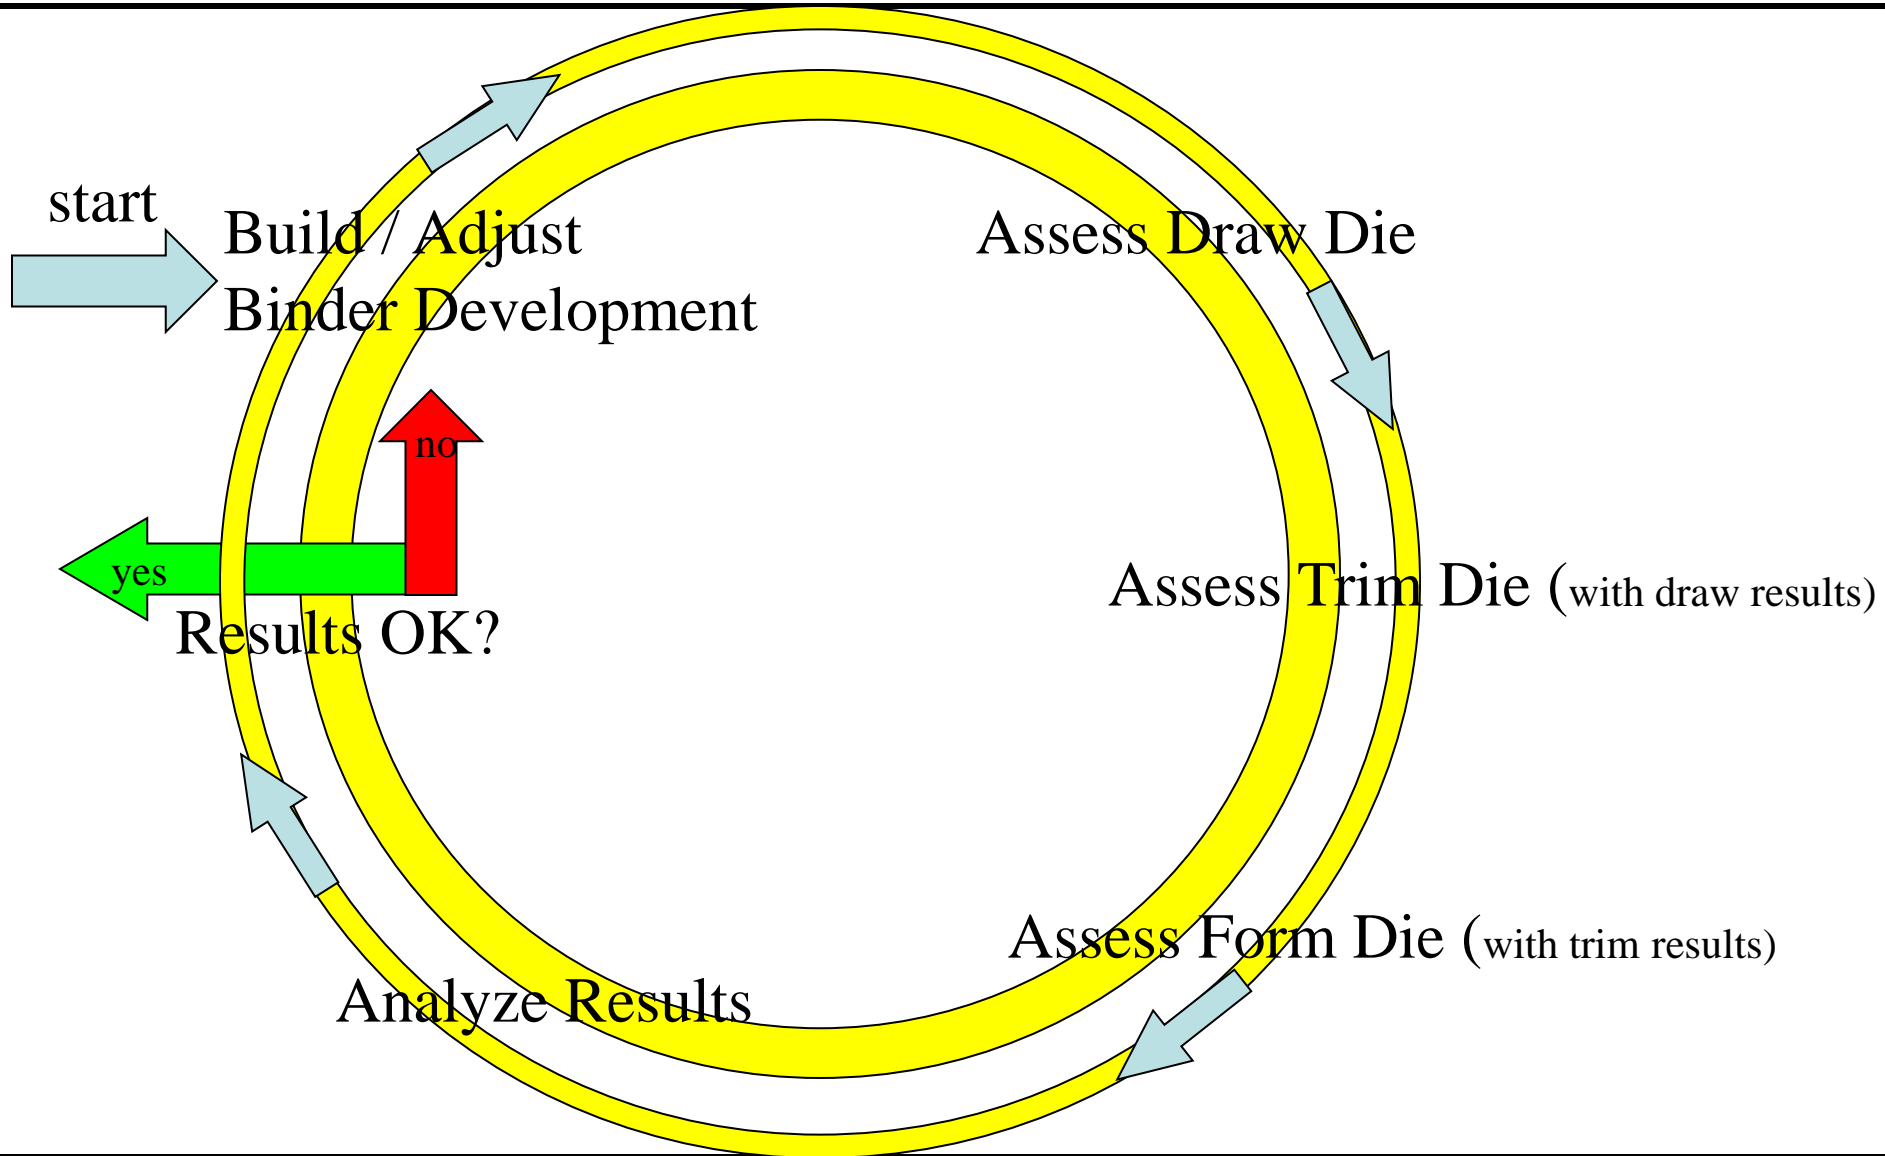 start
Build / Adjust
Binder Development
Assess Draw Die
no
yes
Assess Trim Die (with draw results)
Results OK?
Assess Form Die (with trim results)
Analyze Results